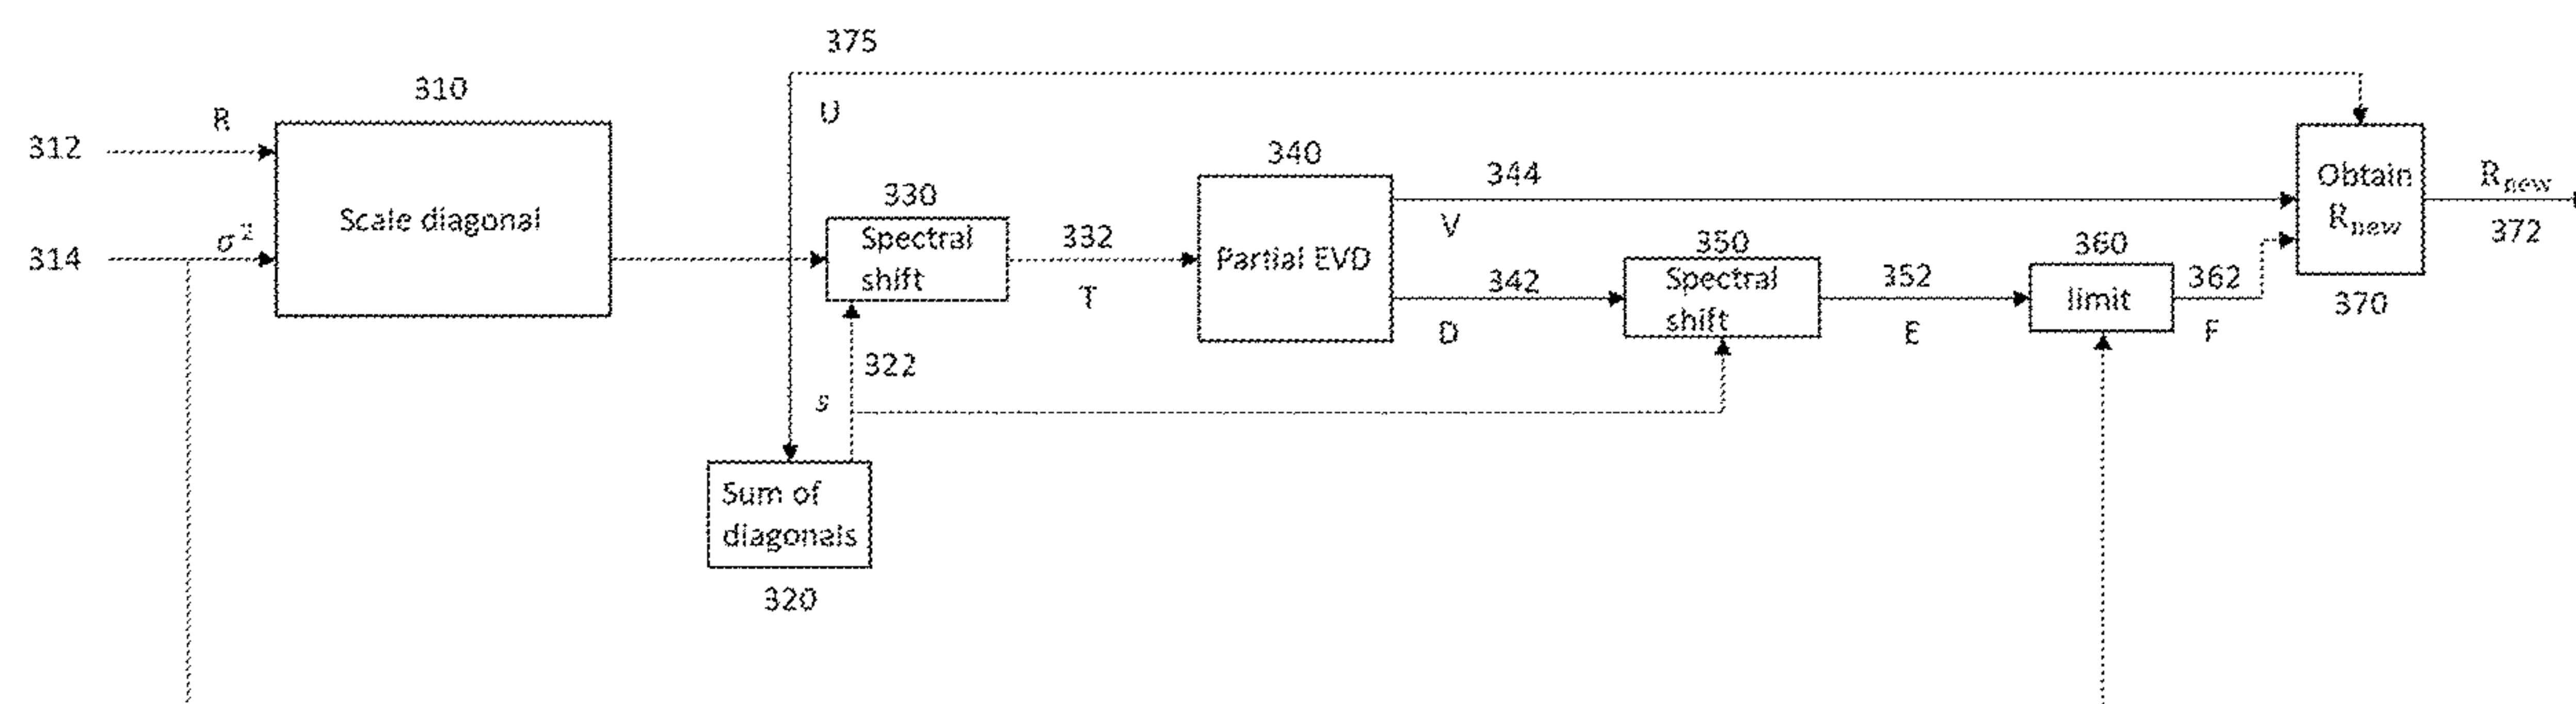 375
310
U
R
312
340
344
Obtain
R_new
R_new
330
Scale diagonal
Spectral
shift
332
V
372
σ²
314
Partial EVD
350
360
T
Spectral
shift
342
352
limit
362
370
D
E
F
322
s
Sum of
diagonals
320